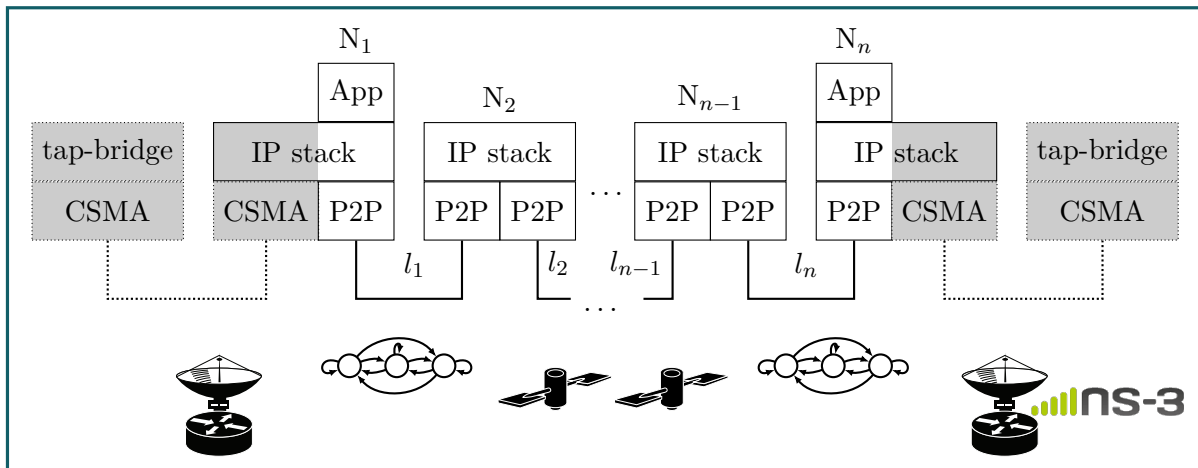 N₁ Nₙ
App N₂ Nₙ₋₁ App
tap-bridge IP stack IP stack IP stack IP stack tap-bridge
. . .
CSMA CSMA P2P P2P P2P P2P P2P P2P CSMA CSMA
l₁ l₂ lₙ₋₁ lₙ
. . .
ns-3